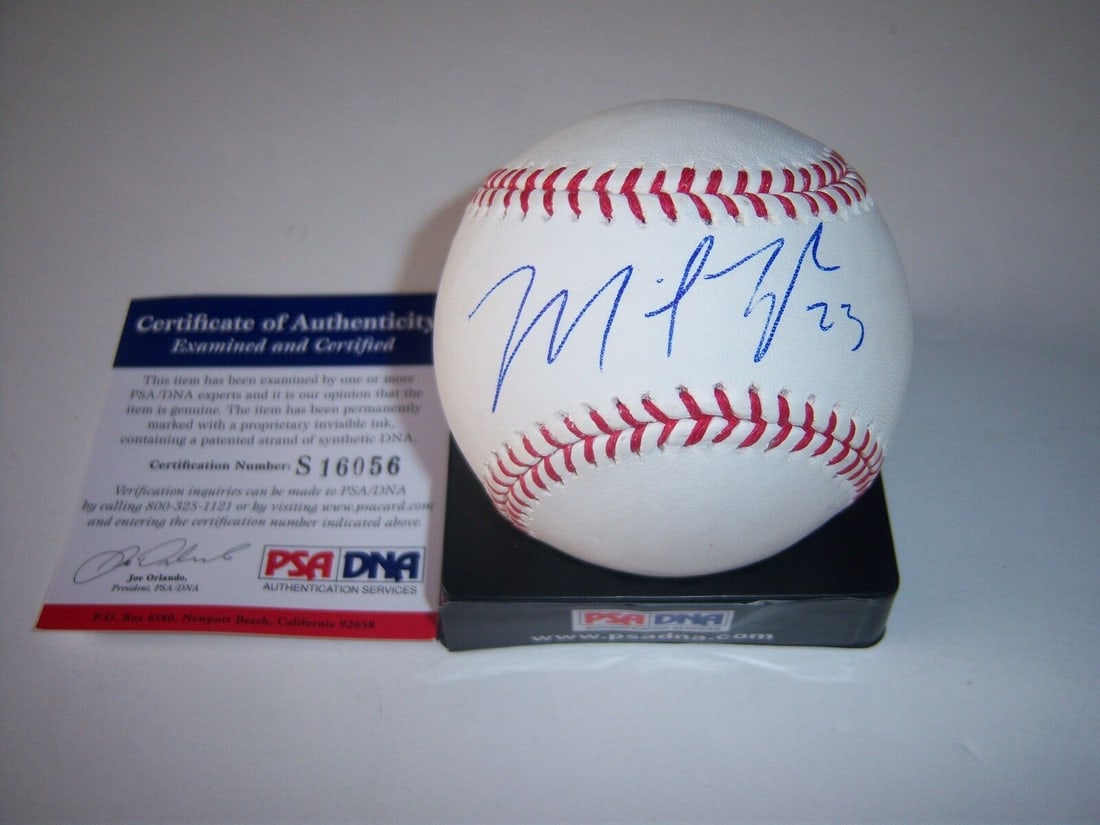 Certificate of Authenticity
Examined and Certified
This item has been examined by one or more
PSA/DNA experts and it is our opinion that the
item is genuine. The item has been permanently
marked with a proprietary invisible ink,
containing a patented strand of synthetic DNA.
Certification Number: S16056
Verification inquiries can be made to PSA/DNA
by calling 800-325-1121 or by visiting www.psacard.com
and entering the certification number indicated above.
Joe Orlando,
President, PSA/DNA
PSA DNA
AUTHENTICATION SERVICES
P.O. Box 6180, Newport Beach, California 92658
23
PSA DNA
AUTHENTICATION SERVICES
www.psadna.com